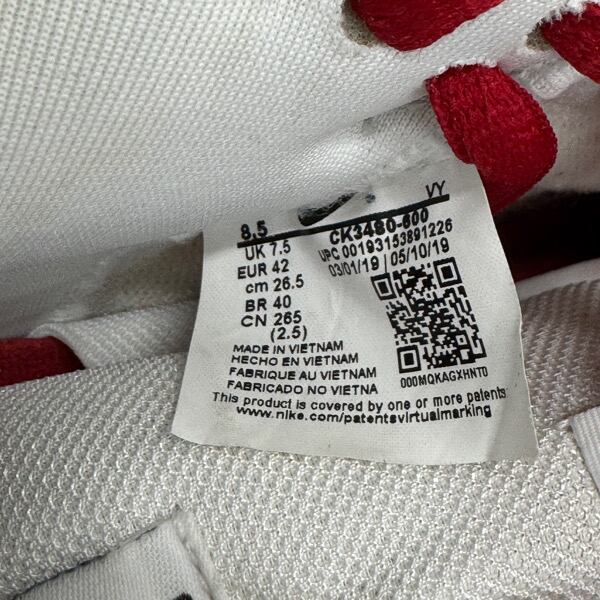 VY
8.5
CK3480-600
UK 7.5
UPC 00193153891226
EUR 42
03/01/19 05/10/19
cm 26.5
BR 40
CN 265
(2.5)
000MQKAGXHNT0
MADE IN VIETNAM
HECHO EN VIETNAM
FABRIQUE AU VIETNAM
FABRICADO NO VIETNA
This product is covered by one or more patents
www.nike.com/patentsvirtualmarking